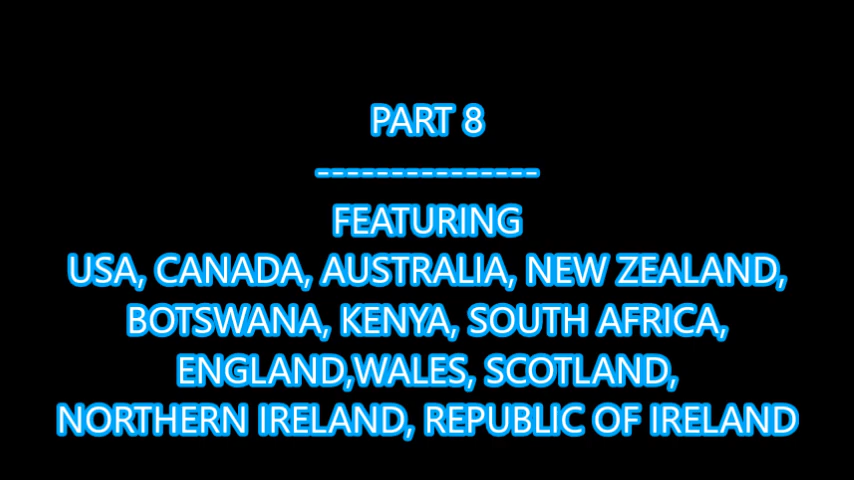 PART 8
---------------
FEATURING
USA, CANADA, AUSTRALIA, NEW ZEALAND,
BOTSWANA, KENYA, SOUTH AFRICA,
ENGLAND,WALES, SCOTLAND,
NORTHERN IRELAND, REPUBLIC OF IRELAND